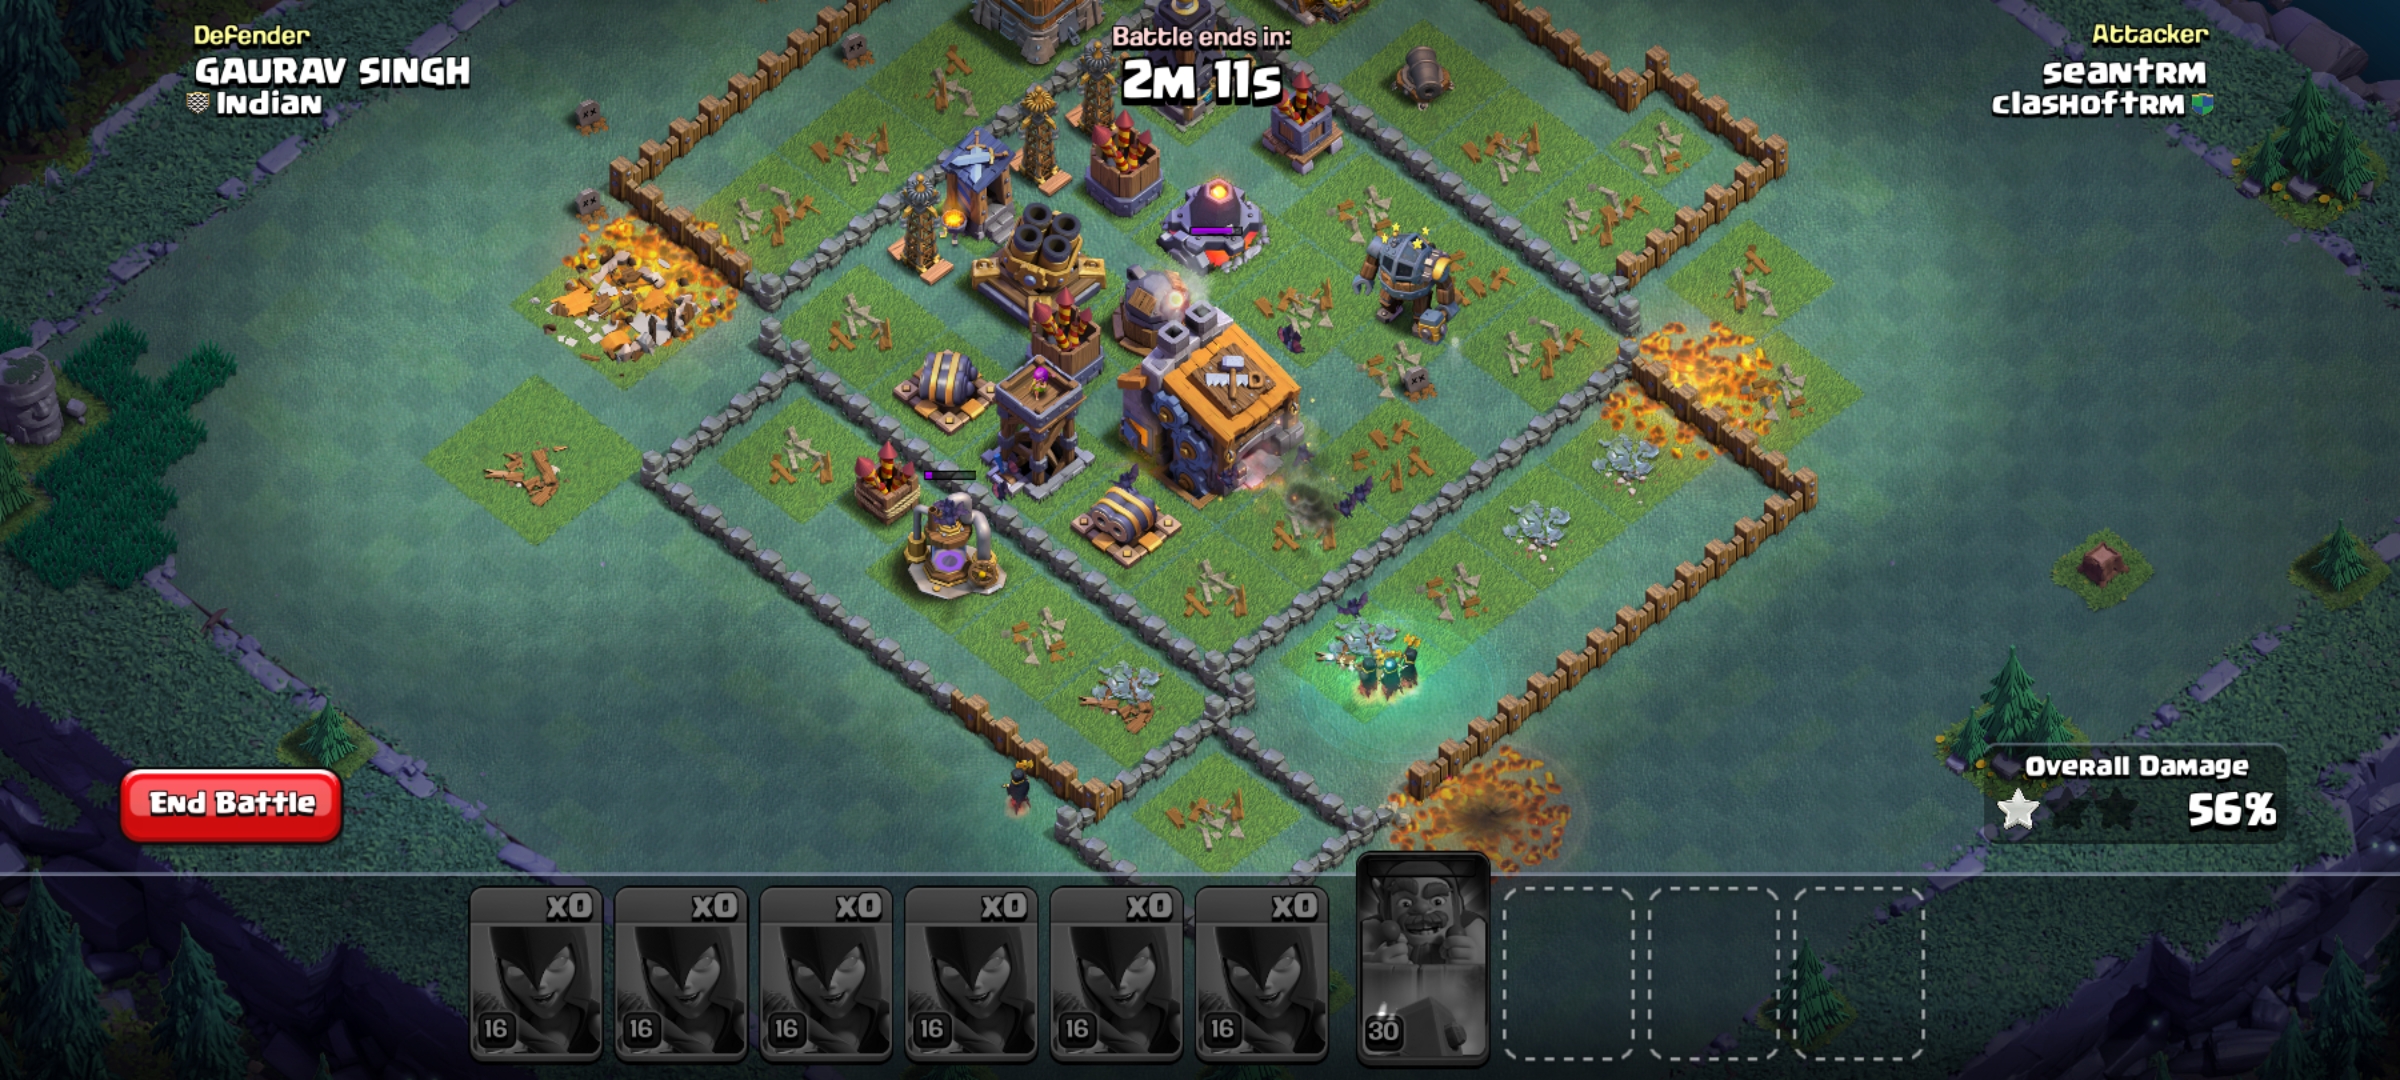 Defender
GAURAV SINGH
Indian
Battle ends in:
2M 11s
Attacker
seantrm
clashoftrm
End Battle
Overall Damage
56%
x0
x0
x0
x0
x0
x0
16
16
16
16
16
16
30